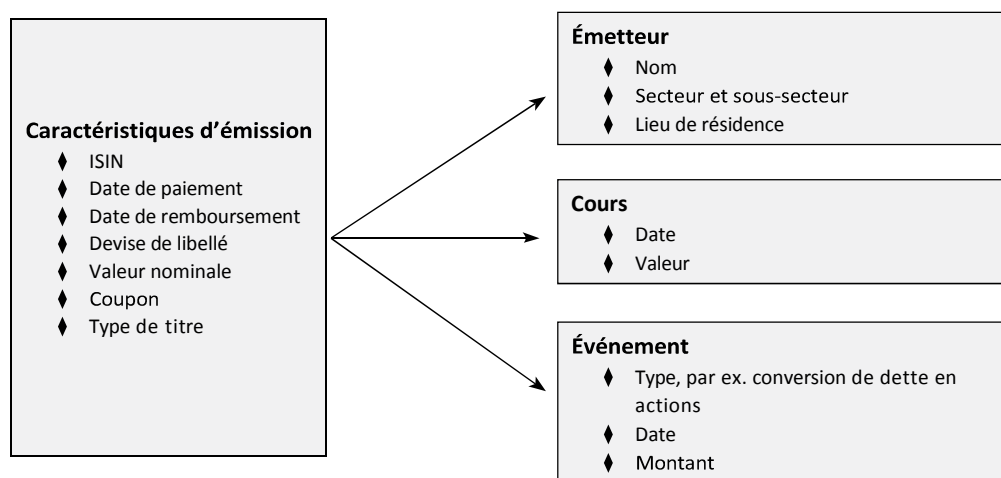 Caractéristiques d’émission
♦ ISIN
♦ Date de paiement
♦ Date de remboursement
♦ Devise de libellé
♦ Valeur nominale
♦ Coupon
♦ Type de titre
Émetteur
♦ Nom
♦ Secteur et sous-secteur
♦ Lieu de résidence
Cours
♦ Date
♦ Valeur
Événement
♦ Type, par ex. conversion de dette en
actions
♦ Date
♦ Montant